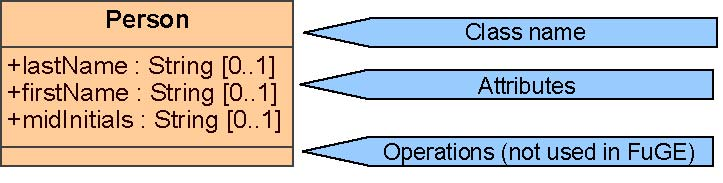 Person
Class name
+lastName : String [0..1]
+firstName : String [0..1]
+midInitials : String [0..1]
Attributes
Operations (not used in FuGE)